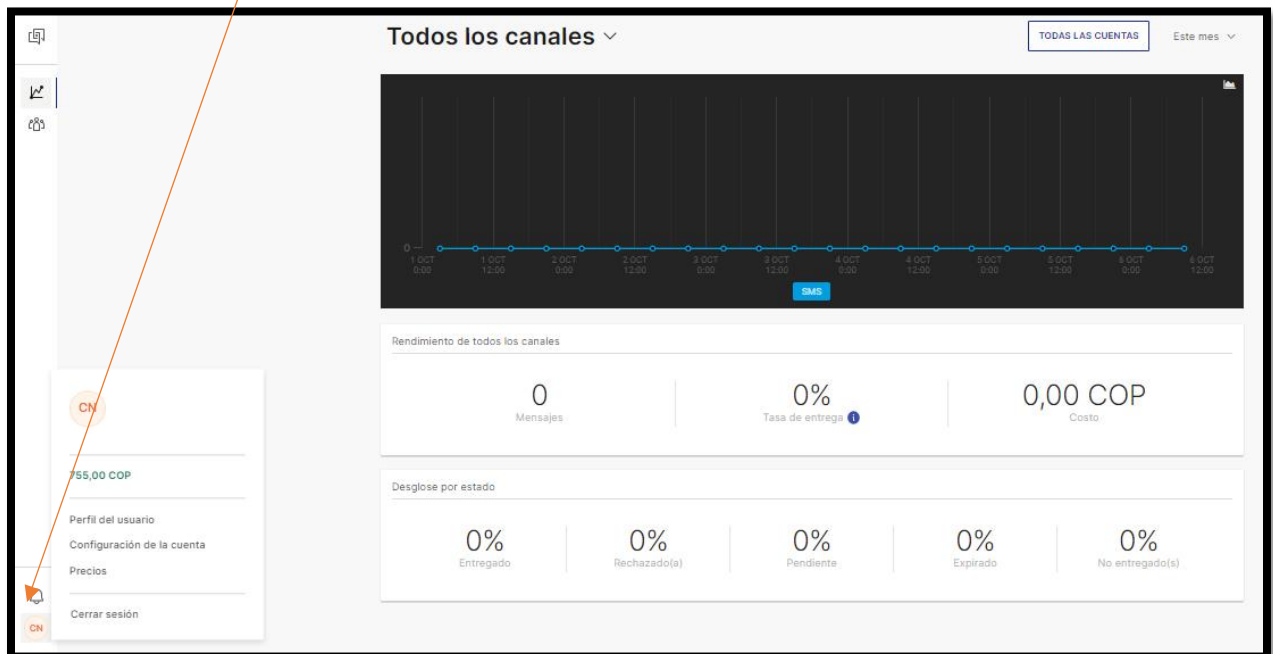 Todos los canales
TODAS LAS CUENTAS
Este mes
0
1 OCT 1 OCT 2 OCT 2 OCT 3 OCT 3 OCT 4 OCT 4 OCT 5 OCT 5 OCT 6 OCT 6 OCT
0:00 12:00 0:00 12:00 0:00 12:00 0:00 12:00 0:00 12:00 0:00 12:00
SMS
Rendimiento de todos los canales
0 0% 0,00 COP
Mensajes Tasa de entrega i Costo
Desglose por estado
0% 0% 0% 0% 0%
Entregado Rechazado(a) Pendiente Expirado No entregado(s)
CN
755,00 COP
Perfil del usuario
Configuración de la cuenta
Precios
Cerrar sesión
CN